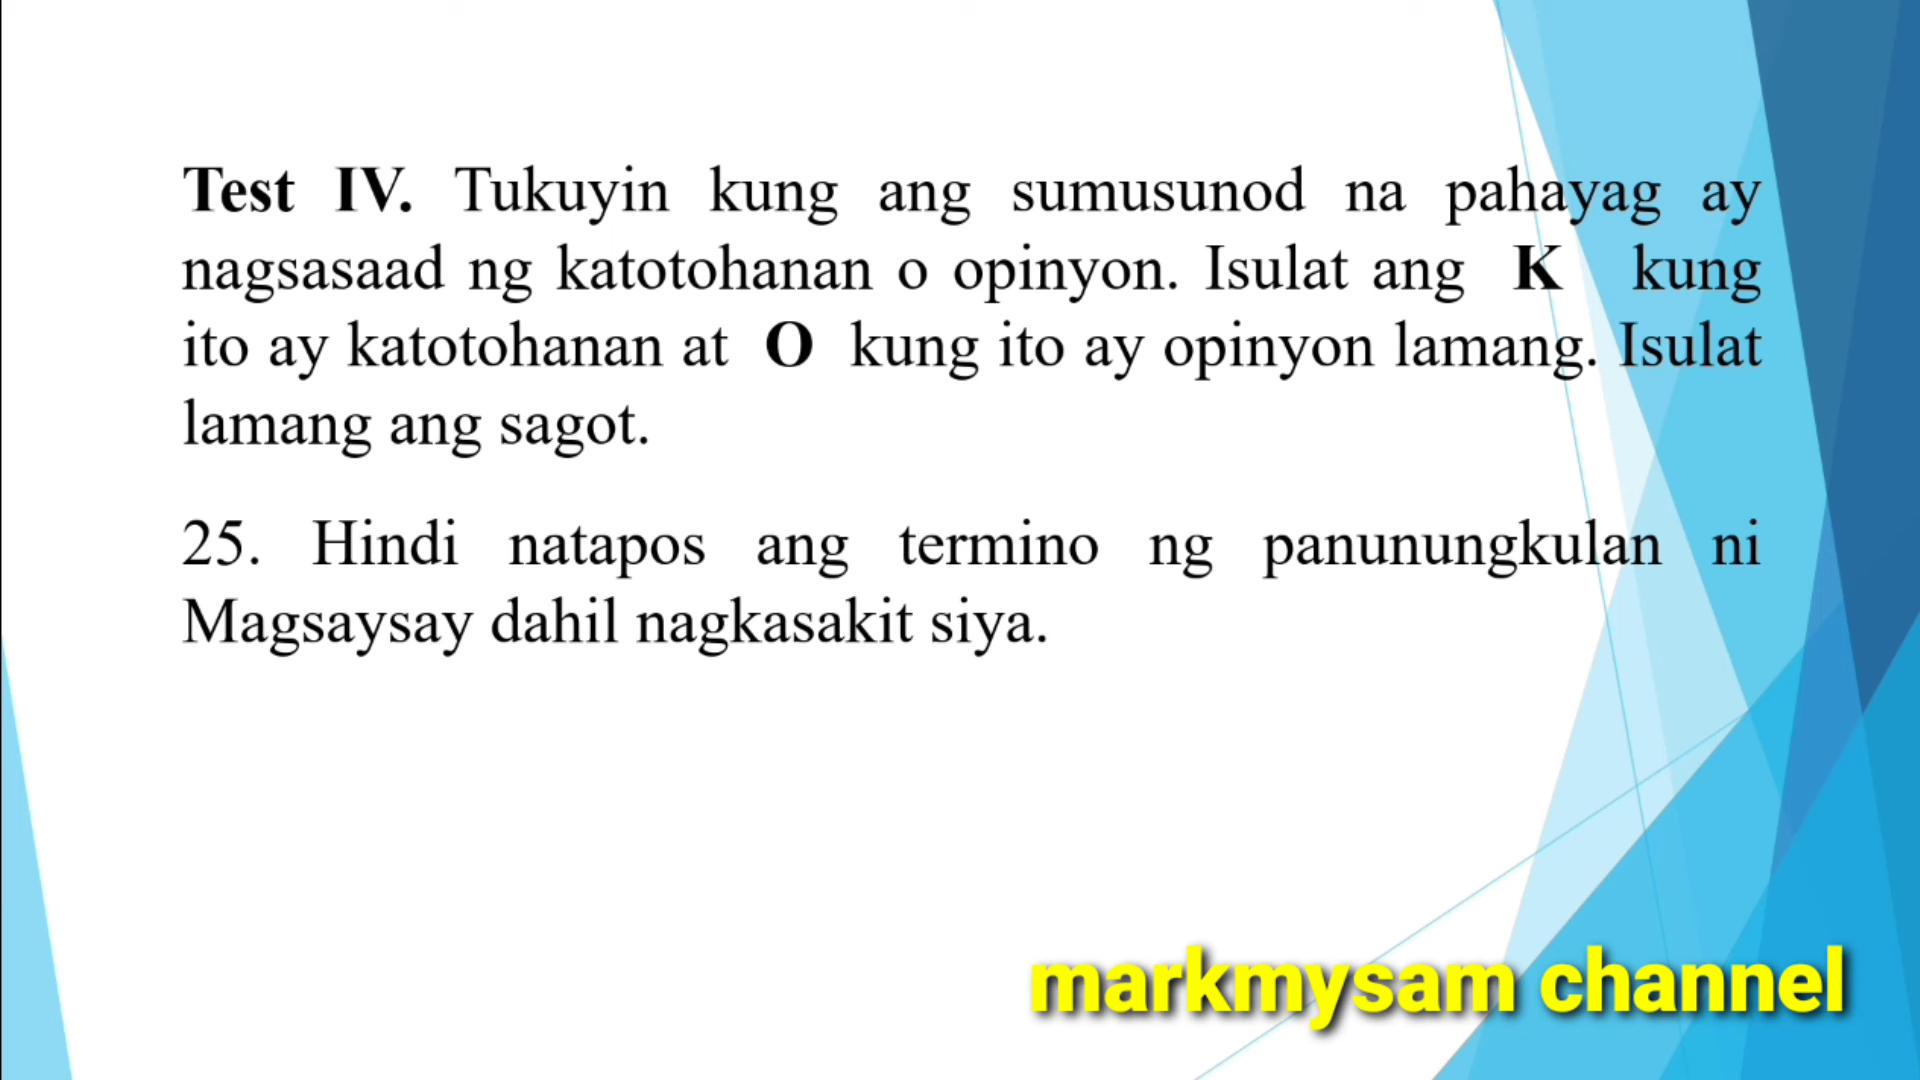 Test IV. Tukuyin kung ang sumusunod na pahayag ay
nagsasaad ng katotohanan o opinyon. Isulat ang K kung
ito ay katotohanan at O kung ito ay opinyon lamang. Isulat
lamang ang sagot.
25. Hindi natapos ang termino ng panunungkulan ni
Magsaysay dahil nagkasakit siya.
markmysam channel